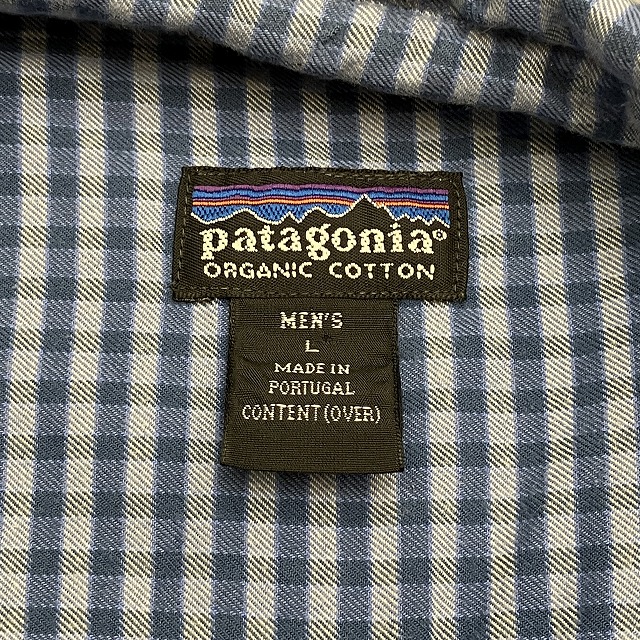 patagonia®
ORGANIC COTTON
MEN'S
L
MADE IN
PORTUGAL
CONTENT (OVER)